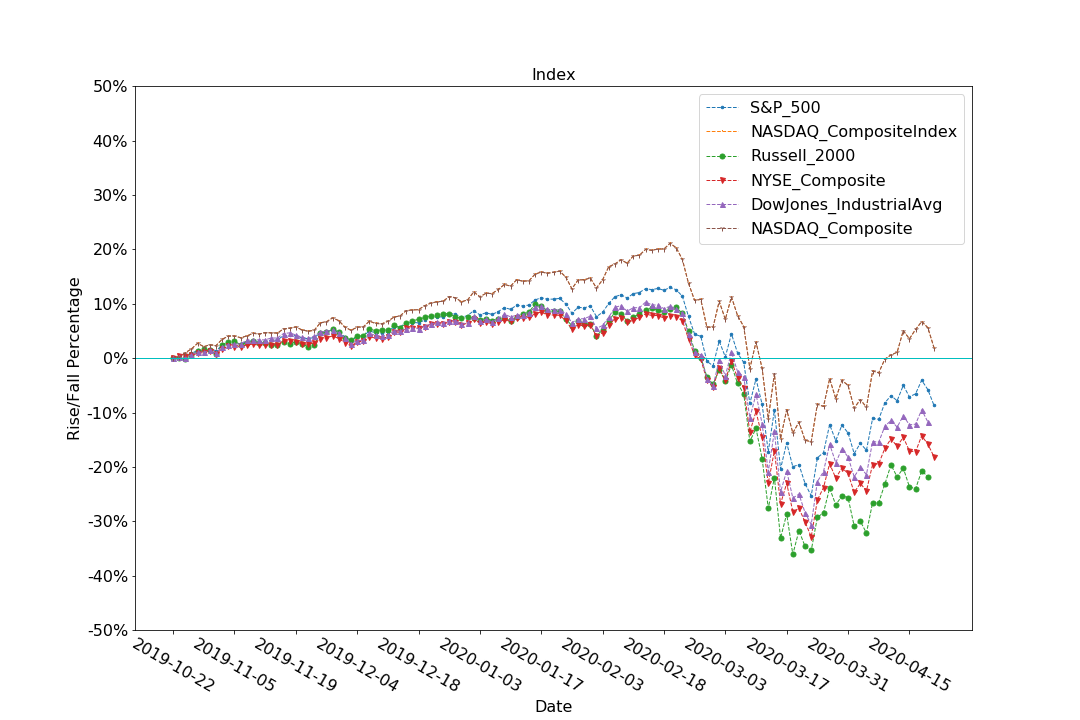 Index
50%
40%
30%
20%
10%
0%
-10%
-20%
-30%
-40%
-50%
Rise/Fall Percentage
S&P_500
NASDAQ_CompositeIndex
Russell_2000
NYSE_Composite
DowJones_IndustrialAvg
NASDAQ_Composite
2019-10-22
2019-11-05
2019-11-19
2019-12-04
2019-12-18
2020-01-03
2020-01-17
2020-02-03
2020-02-18
2020-03-03
2020-03-17
2020-03-31
2020-04-15
Date